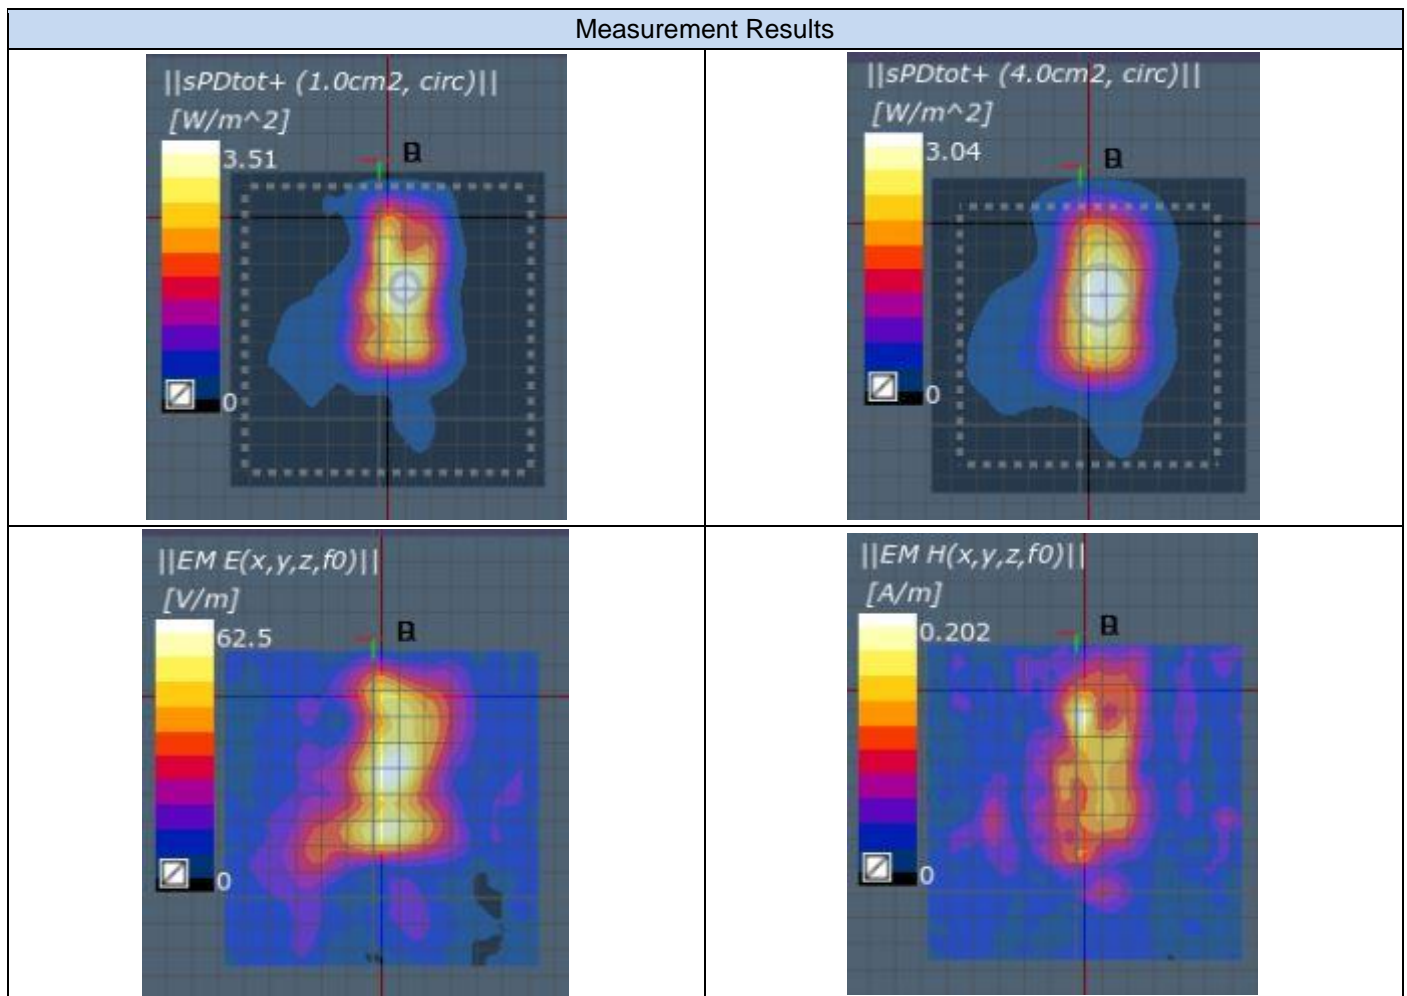 Measurement Results
||sPDtot+ (1.0cm2, circ)||
[W/m^2]
3.51
0
||sPDtot+ (4.0cm2, circ)||
[W/m^2]
3.04
0
||EM E(x,y,z,f0)||
[V/m]
62.5
0
||EM H(x,y,z,f0)||
[A/m]
0.202
0